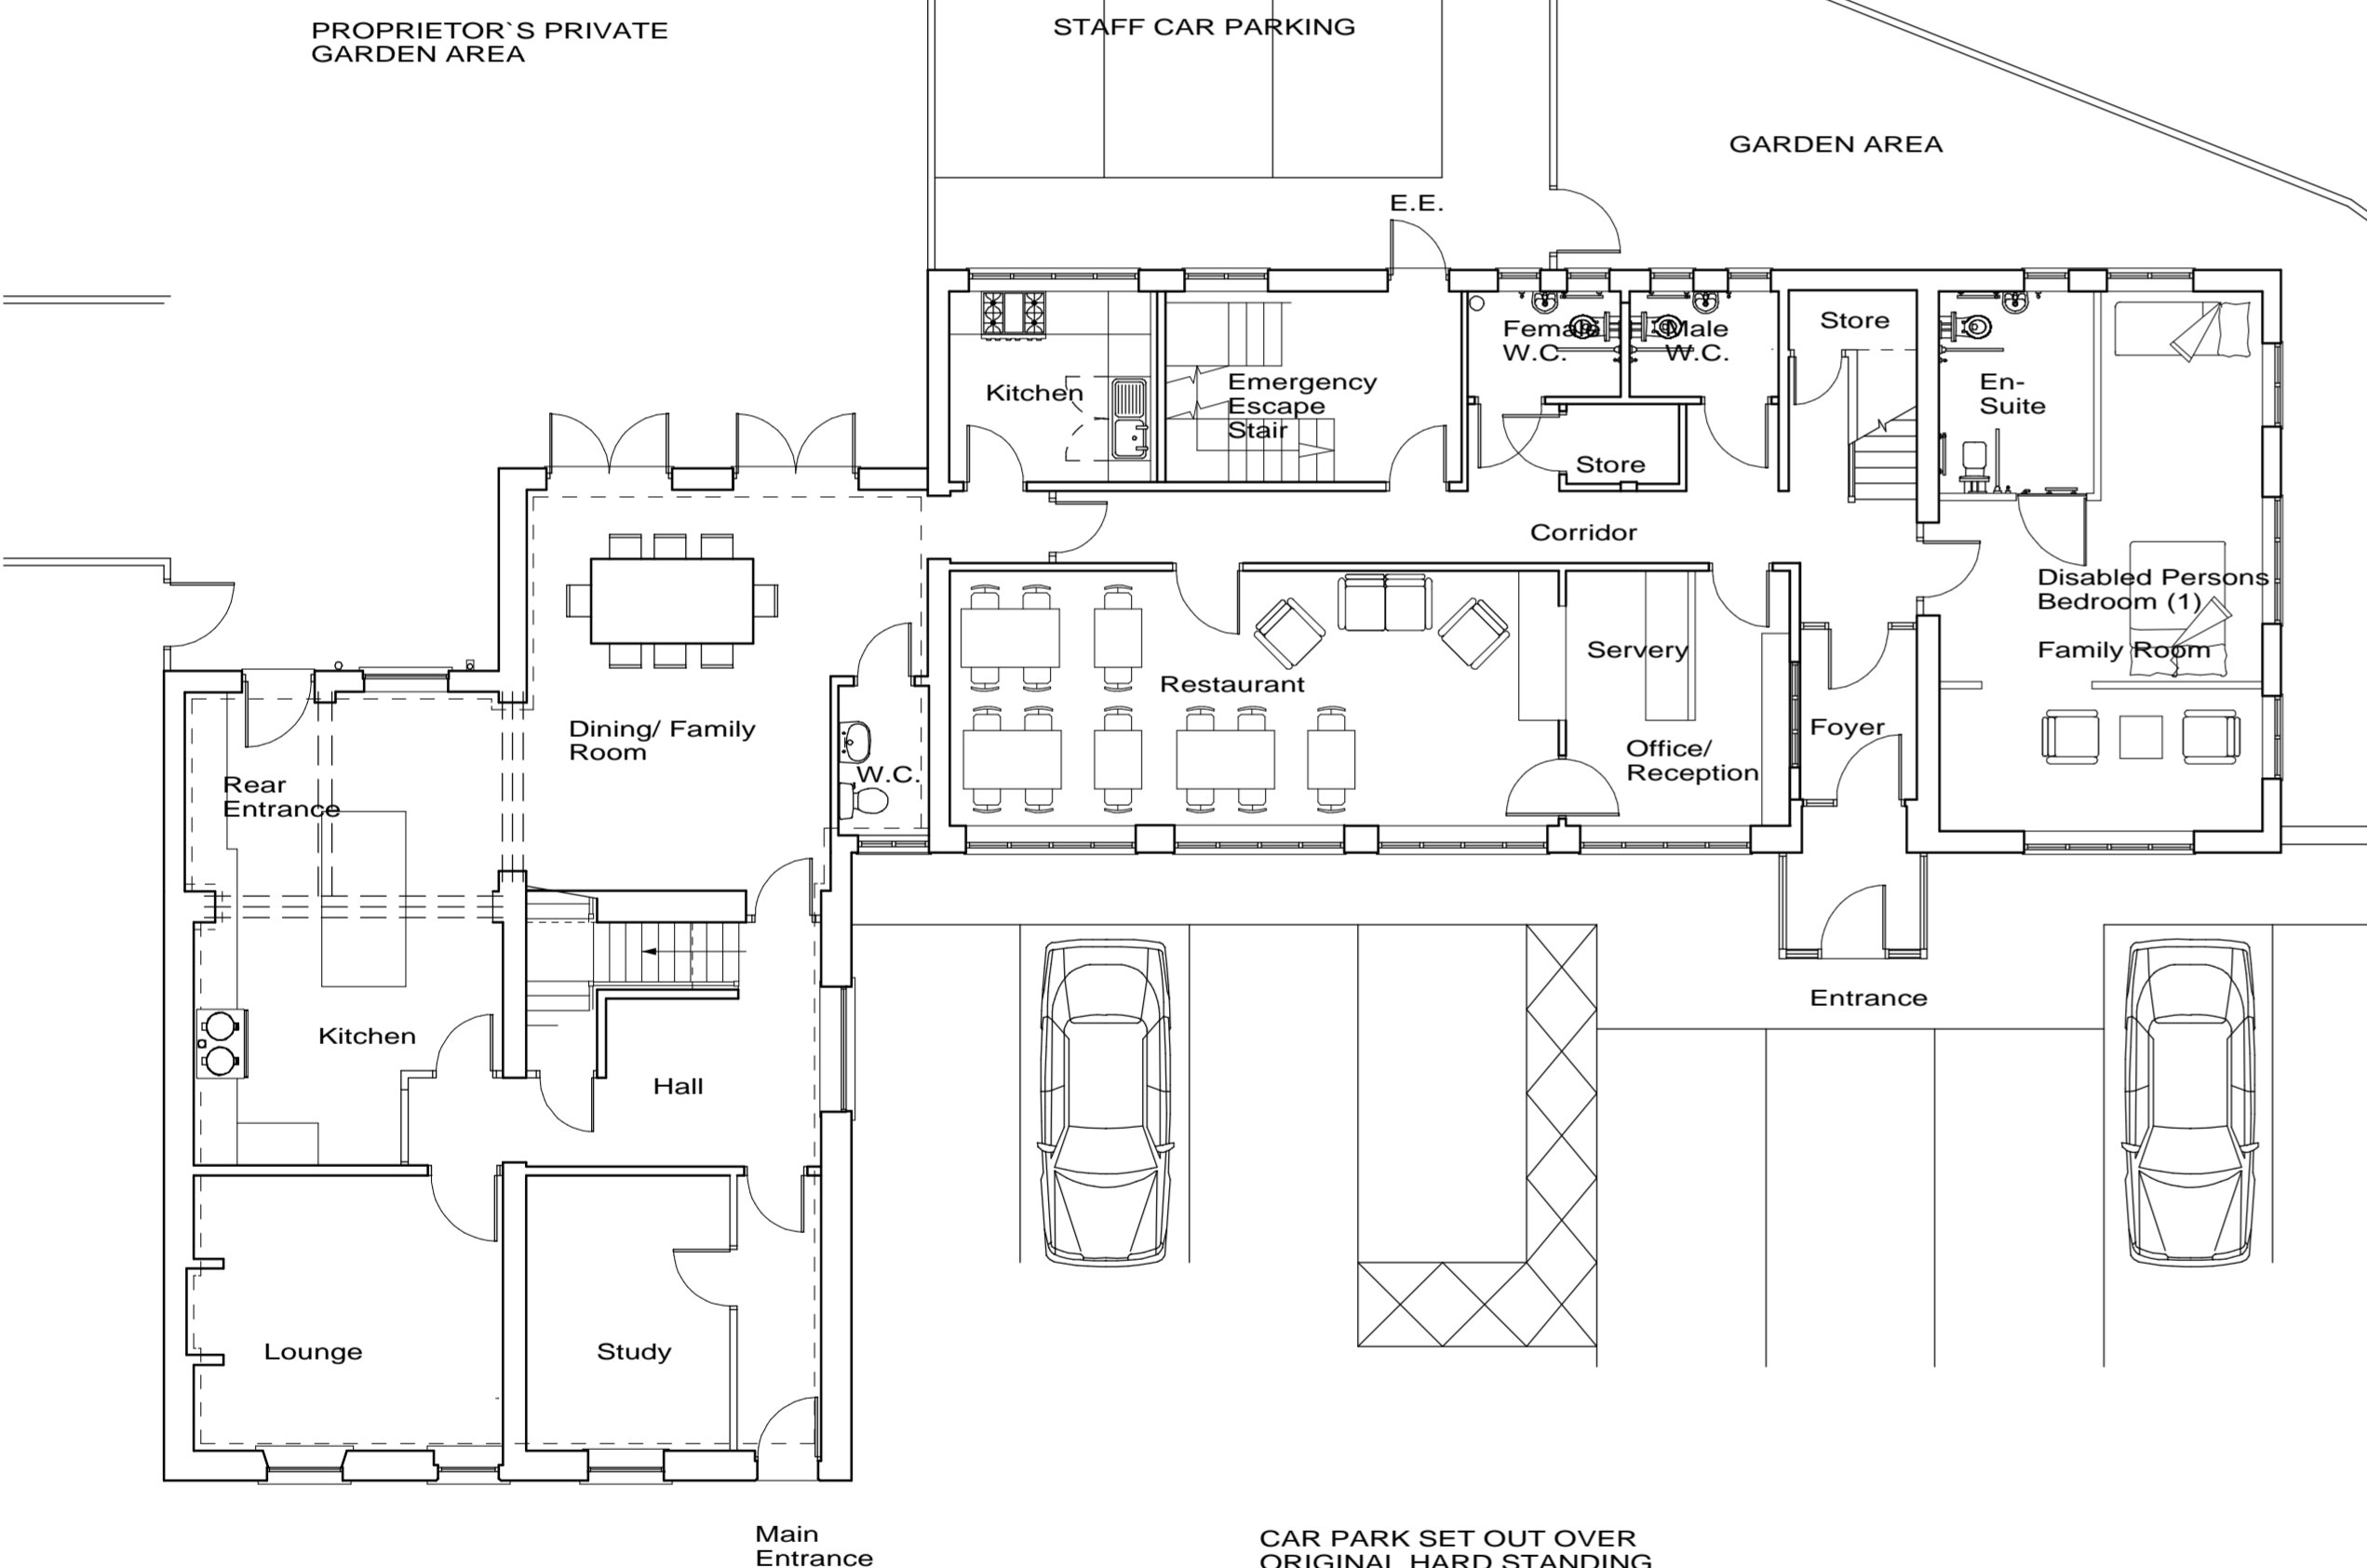 PROPRIETOR`S PRIVATE
GARDEN AREA
STAFF CAR PARKING
GARDEN AREA
E.E.
Kitchen
Emergency
Escape
Stair
Female
W.C.
Male
W.C.
Store
Store
En-
Suite
Corridor
Disabled Persons
Bedroom (1)
Family Room
Restaurant
Servery
Office/
Reception
Foyer
Dining/ Family
Room
W.C.
Rear
Entrance
Kitchen
Hall
Entrance
Lounge
Study
Main
Entrance
CAR PARK SET OUT OVER
ORIGINAL HARD STANDING